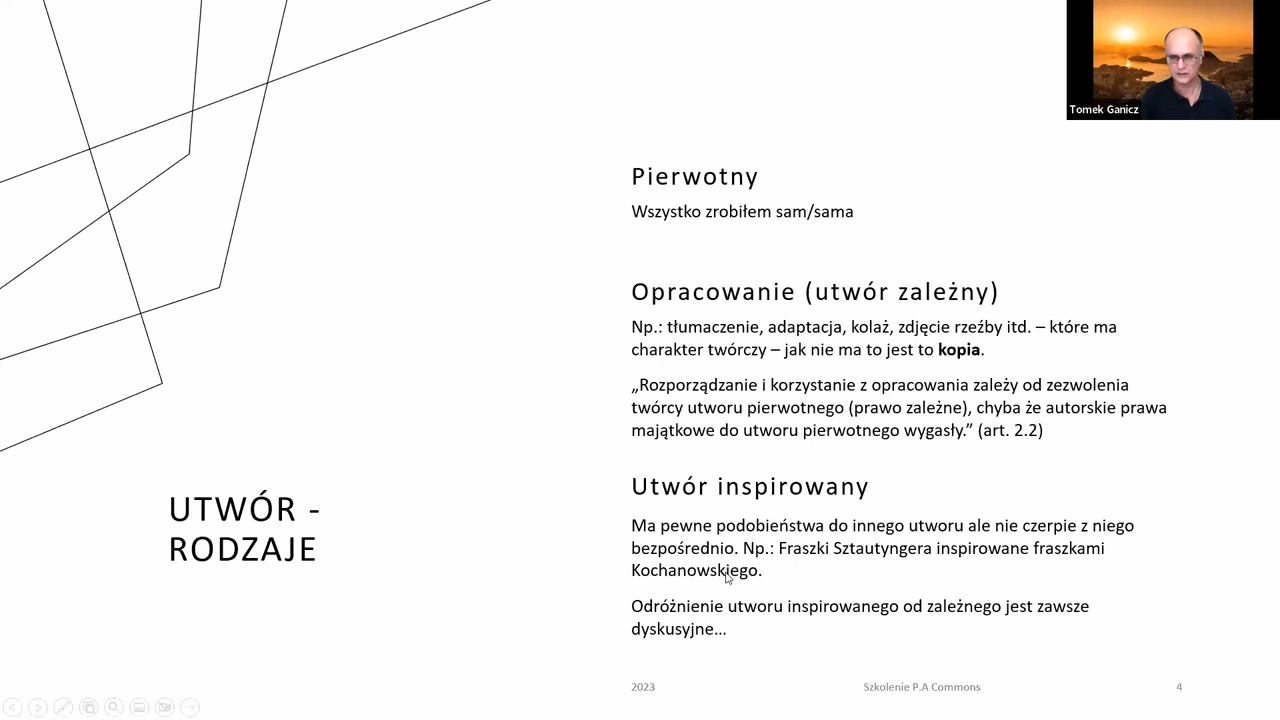 Tomek Ganicz
Pierwotny
Wszystko zrobiłem sam/sama
Opracowanie (utwór zależny)
Np.: tłumaczenie, adaptacja, kolaż, zdjęcie rzeźby itd. – które ma
charakter twórczy – jak nie ma to jest to kopia.
„Rozporządzanie i korzystanie z opracowania zależy od zezwolenia
twórcy utworu pierwotnego (prawo zależne), chyba że autorskie prawa
majątkowe do utworu pierwotnego wygasły.” (art. 2.2)
Utwór inspirowany
Ma pewne podobieństwa do innego utworu ale nie czerpie z niego
bezpośrednio. Np.: Fraszki Sztautyngera inspirowane fraszkami
Kochanowskiego.
Odróżnienie utworu inspirowanego od zależnego jest zawsze
dyskusyjne…
UTWÓR -
RODZAJE
2023 Szkolenie P.A Commons 4